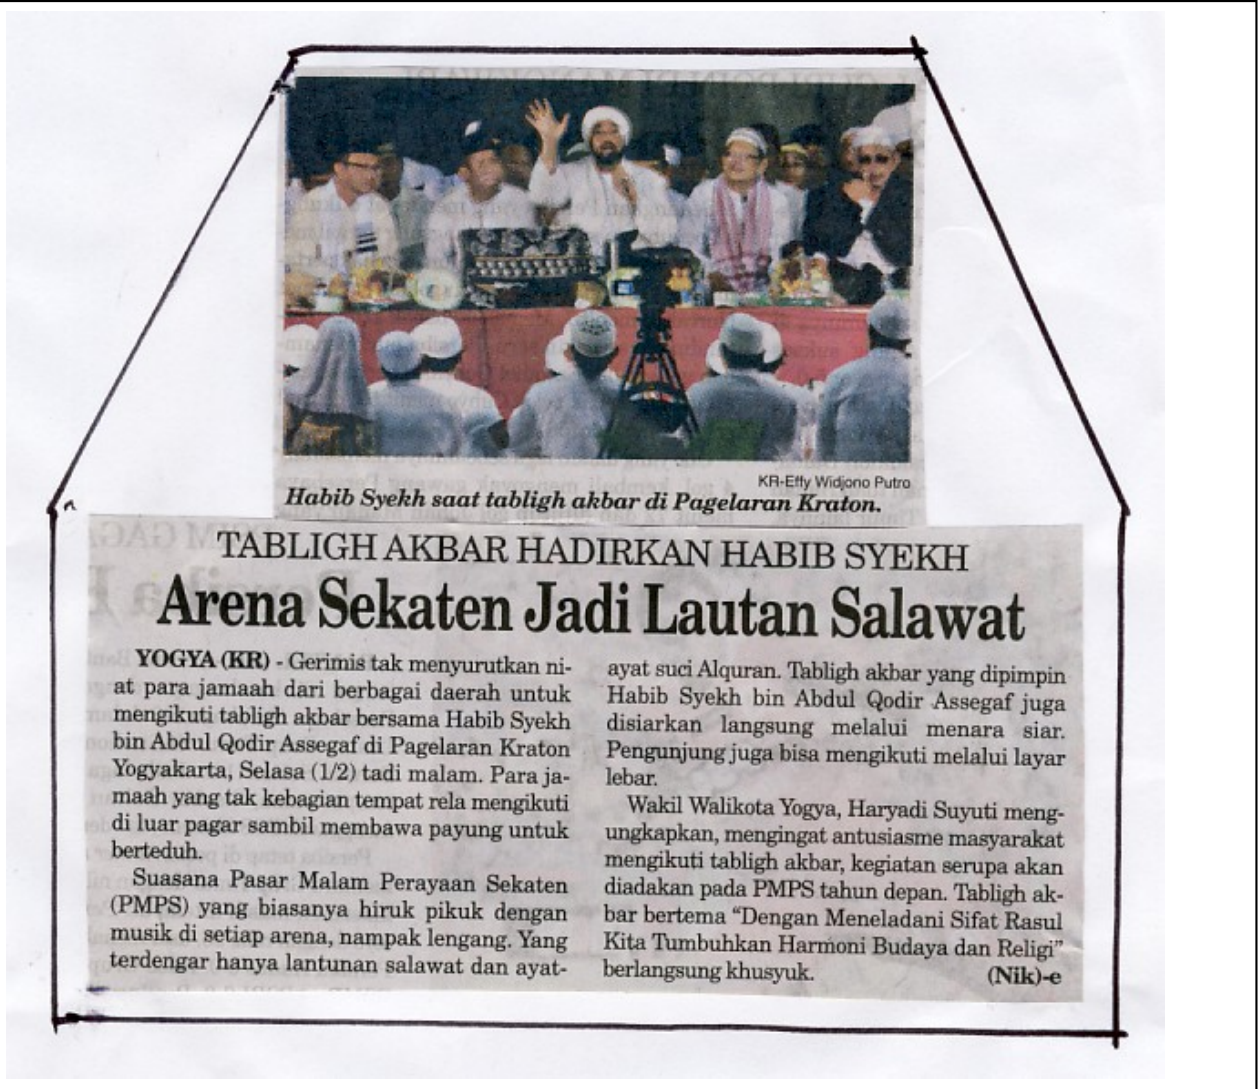 KR-Effy Widjono Putro
Habib Syekh saat tabligh akbar di Pagelaran Kraton.
TABLIGH AKBAR HADIRKAN HABIB SYEKH
Arena Sekaten Jadi Lautan Salawat
YOGYA (KR) - Gerimis tak menyurutkan ni-
at para jamaah dari berbagai daerah untuk
mengikuti tabligh akbar bersama Habib Syekh
bin Abdul Qodir Assegaf di Pagelaran Kraton
Yogyakarta, Selasa (1/2) tadi malam. Para ja-
maah yang tak kebagian tempat rela mengikuti
di luar pagar sambil membawa payung untuk
berteduh.
Suasana Pasar Malam Perayaan Sekaten
(PMPS) yang biasanya hiruk pikuk dengan
musik di setiap arena, nampak lengang. Yang
terdengar hanya lantunan salawat dan ayat-
ayat suci Alquran. Tabligh akbar yang dipimpin
Habib Syekh bin Abdul Qodir Assegaf juga
disiarkan langsung melalui menara siar.
Pengunjung juga bisa mengikuti melalui layar
lebar.
Wakil Walikota Yogya, Haryadi Suyuti meng-
ungkapkan, mengingat antusiasme masyarakat
mengikuti tabligh akbar, kegiatan serupa akan
diadakan pada PMPS tahun depan. Tabligh ak-
bar bertema “Dengan Meneladani Sifat Rasul
Kita Tumbuhkan Harmoni Budaya dan Religi”
berlangsung khusyuk. (Nik)-e